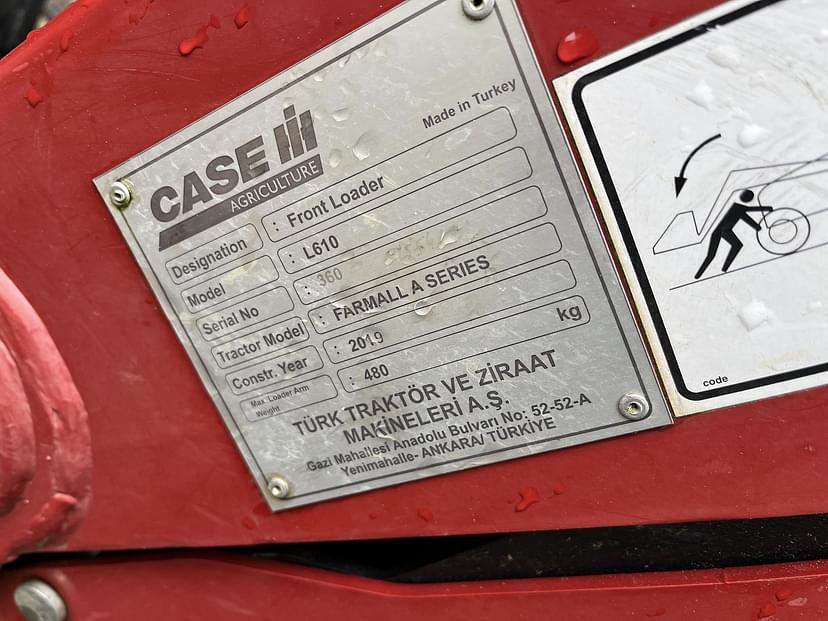 CASE IH
AGRICULTURE
Made in Turkey
Designation : Front Loader
Model : L610
Serial No : 360
Tractor Model : FARMALL A SERIES
Constr. Year : 2019
Max. Loader Arm Weight : 480 kg
TÜRK TRAKTÖR VE ZİRAAT
MAKİNELERİ A.Ş.
Gazi Mahallesi Anadolu Bulvarı No: 52-52-A
Yenimahalle- ANKARA/ TÜRKİYE
code